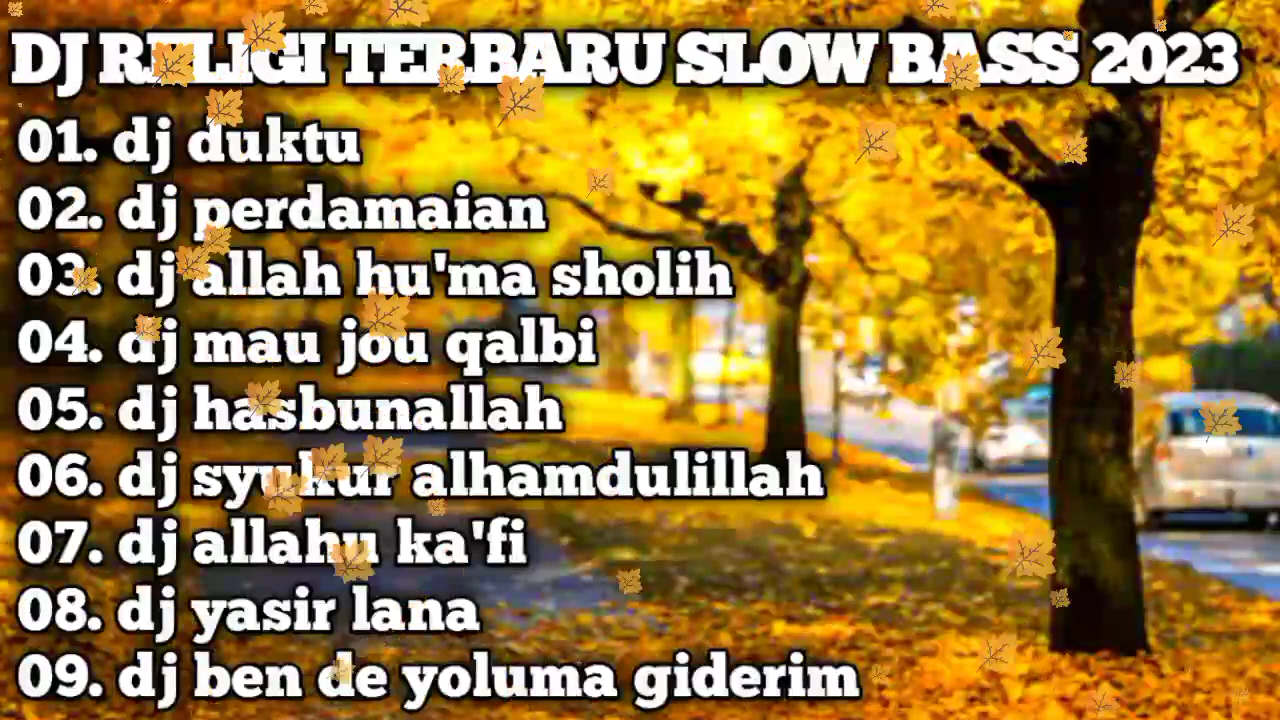 DJ RELIGI TERBARU SLOW BASS 2023
01. dj duktu
02. dj perdamaian
03. dj allah hu'ma sholih
04. dj mau jou qalbi
05. dj hasbunallah
06. dj syukur alhamdulillah
07. dj allahu ka'fi
08. dj yasir lana
09. dj ben de yoluma giderim